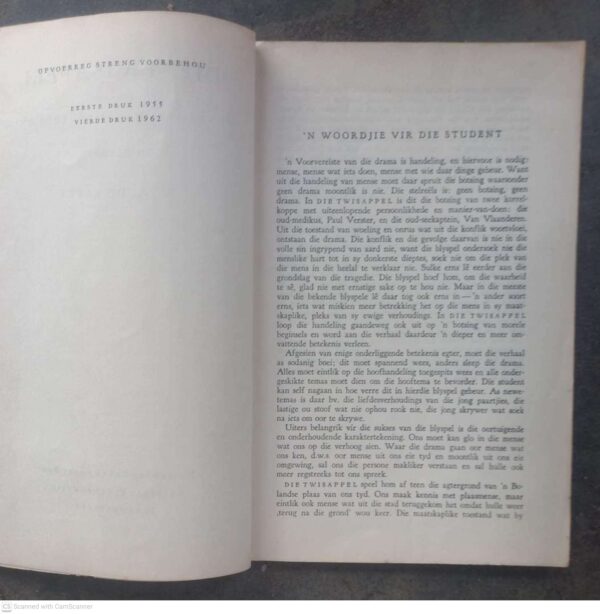 OPVOERREG STRENG VOORBEHOU
EERSTE DRUK 1955
VIERDE DRUK 1962
'N WOORDJIE VIR DIE STUDENT
'n Voorvereiste van die drama is handeling, en hiervoor is nodig:
mense, mense wat iets doen, mense met wie daar dinge gebeur. Want
uit die handeling van mense moet daar spruit die botsing waarsonder
geen drama moontlik is nie. Die stelreël is: geen botsing, geen
drama. In DIE TWISAPPEL is dit die botsing van twee korrel-
koppe met uiteenlopende persoonlikhede en manier-van-doen: die
oud-medikus, Paul Verster, en die oud-seekaptein, Van Vlaanderen.
Uit die toestand van woeling en onrus wat uit die konflik voortvloei,
ontstaan die drama. Die konflik en die gevolge daarvan is nie in die
volle sin ingrypend van aard nie, want die blyspel ondersoek nie die
menslike hart tot in sy donkerste dieptes, soek nie om die plek van
die mens in die heelal te verklaar nie. Sulke erns lê eerder aan die
grondslag van die tragedie. Die blyspel hoef hom, om die waarheid
te sê, glad nie met ernstige sake op te hou nie. Maar in die meeste
van die bekende blyspele lê daar tog ook erns in — 'n ander soort
erns, iets wat miskien meer betrekking het op die mens in sy maat-
skaplike, pleks van sy ewige verhoudings. In DIE TWISAPPEL
loop die handeling gaandeweg ook uit op 'n botsing van morele
beginsels en word aan die verhaal daardeur 'n dieper en meer om-
vattende betekenis verleen.
Afgesien van enige onderliggende betekenis egter, moet die verhaal
as sodanig boei; dit moet spannend wees, anders sleep die drama.
Alles moet eintlik op die hoofhandeling toegespits wees en alle onder-
geskikte temas moet dien om die hooftema te bevorder. Die student
kan self nagaan in hoe verre dit in hierdie blyspel gebeur. As newe-
temas is daar bv. die liefdesverhoudings van die jong paartjies, die
lastige ou stoof wat nie ophou rook nie, die jong skrywer wat soek
na iets om oor te skrywe.
Uiters belangrik vir die sukses van die blyspel is die oortuigende
en onderhoudende karaktertekening. Ons moet kan glo in die mense
wat ons op die verhoog sien. Waar die drama gaan oor mense wat
ons ken, d.w.s. oor mense uit ons eie tyd en moontlik uit ons eie
omgewing, sal ons die persone makliker verstaan en sal hulle ook
meer regstreeks tot ons spreek.
DIE TWISAPPEL speel hom af teen die agtergrond van 'n Bo-
landse plaas van ons tyd. Ons maak kennis met plaasmense, maar
eintlik ook mense wat uit die stad teruggekom het omdat hulle weer
‚terug na die grond' wou keer. Die maatskaplike toestand wat by
CS Scanned with CamScanner